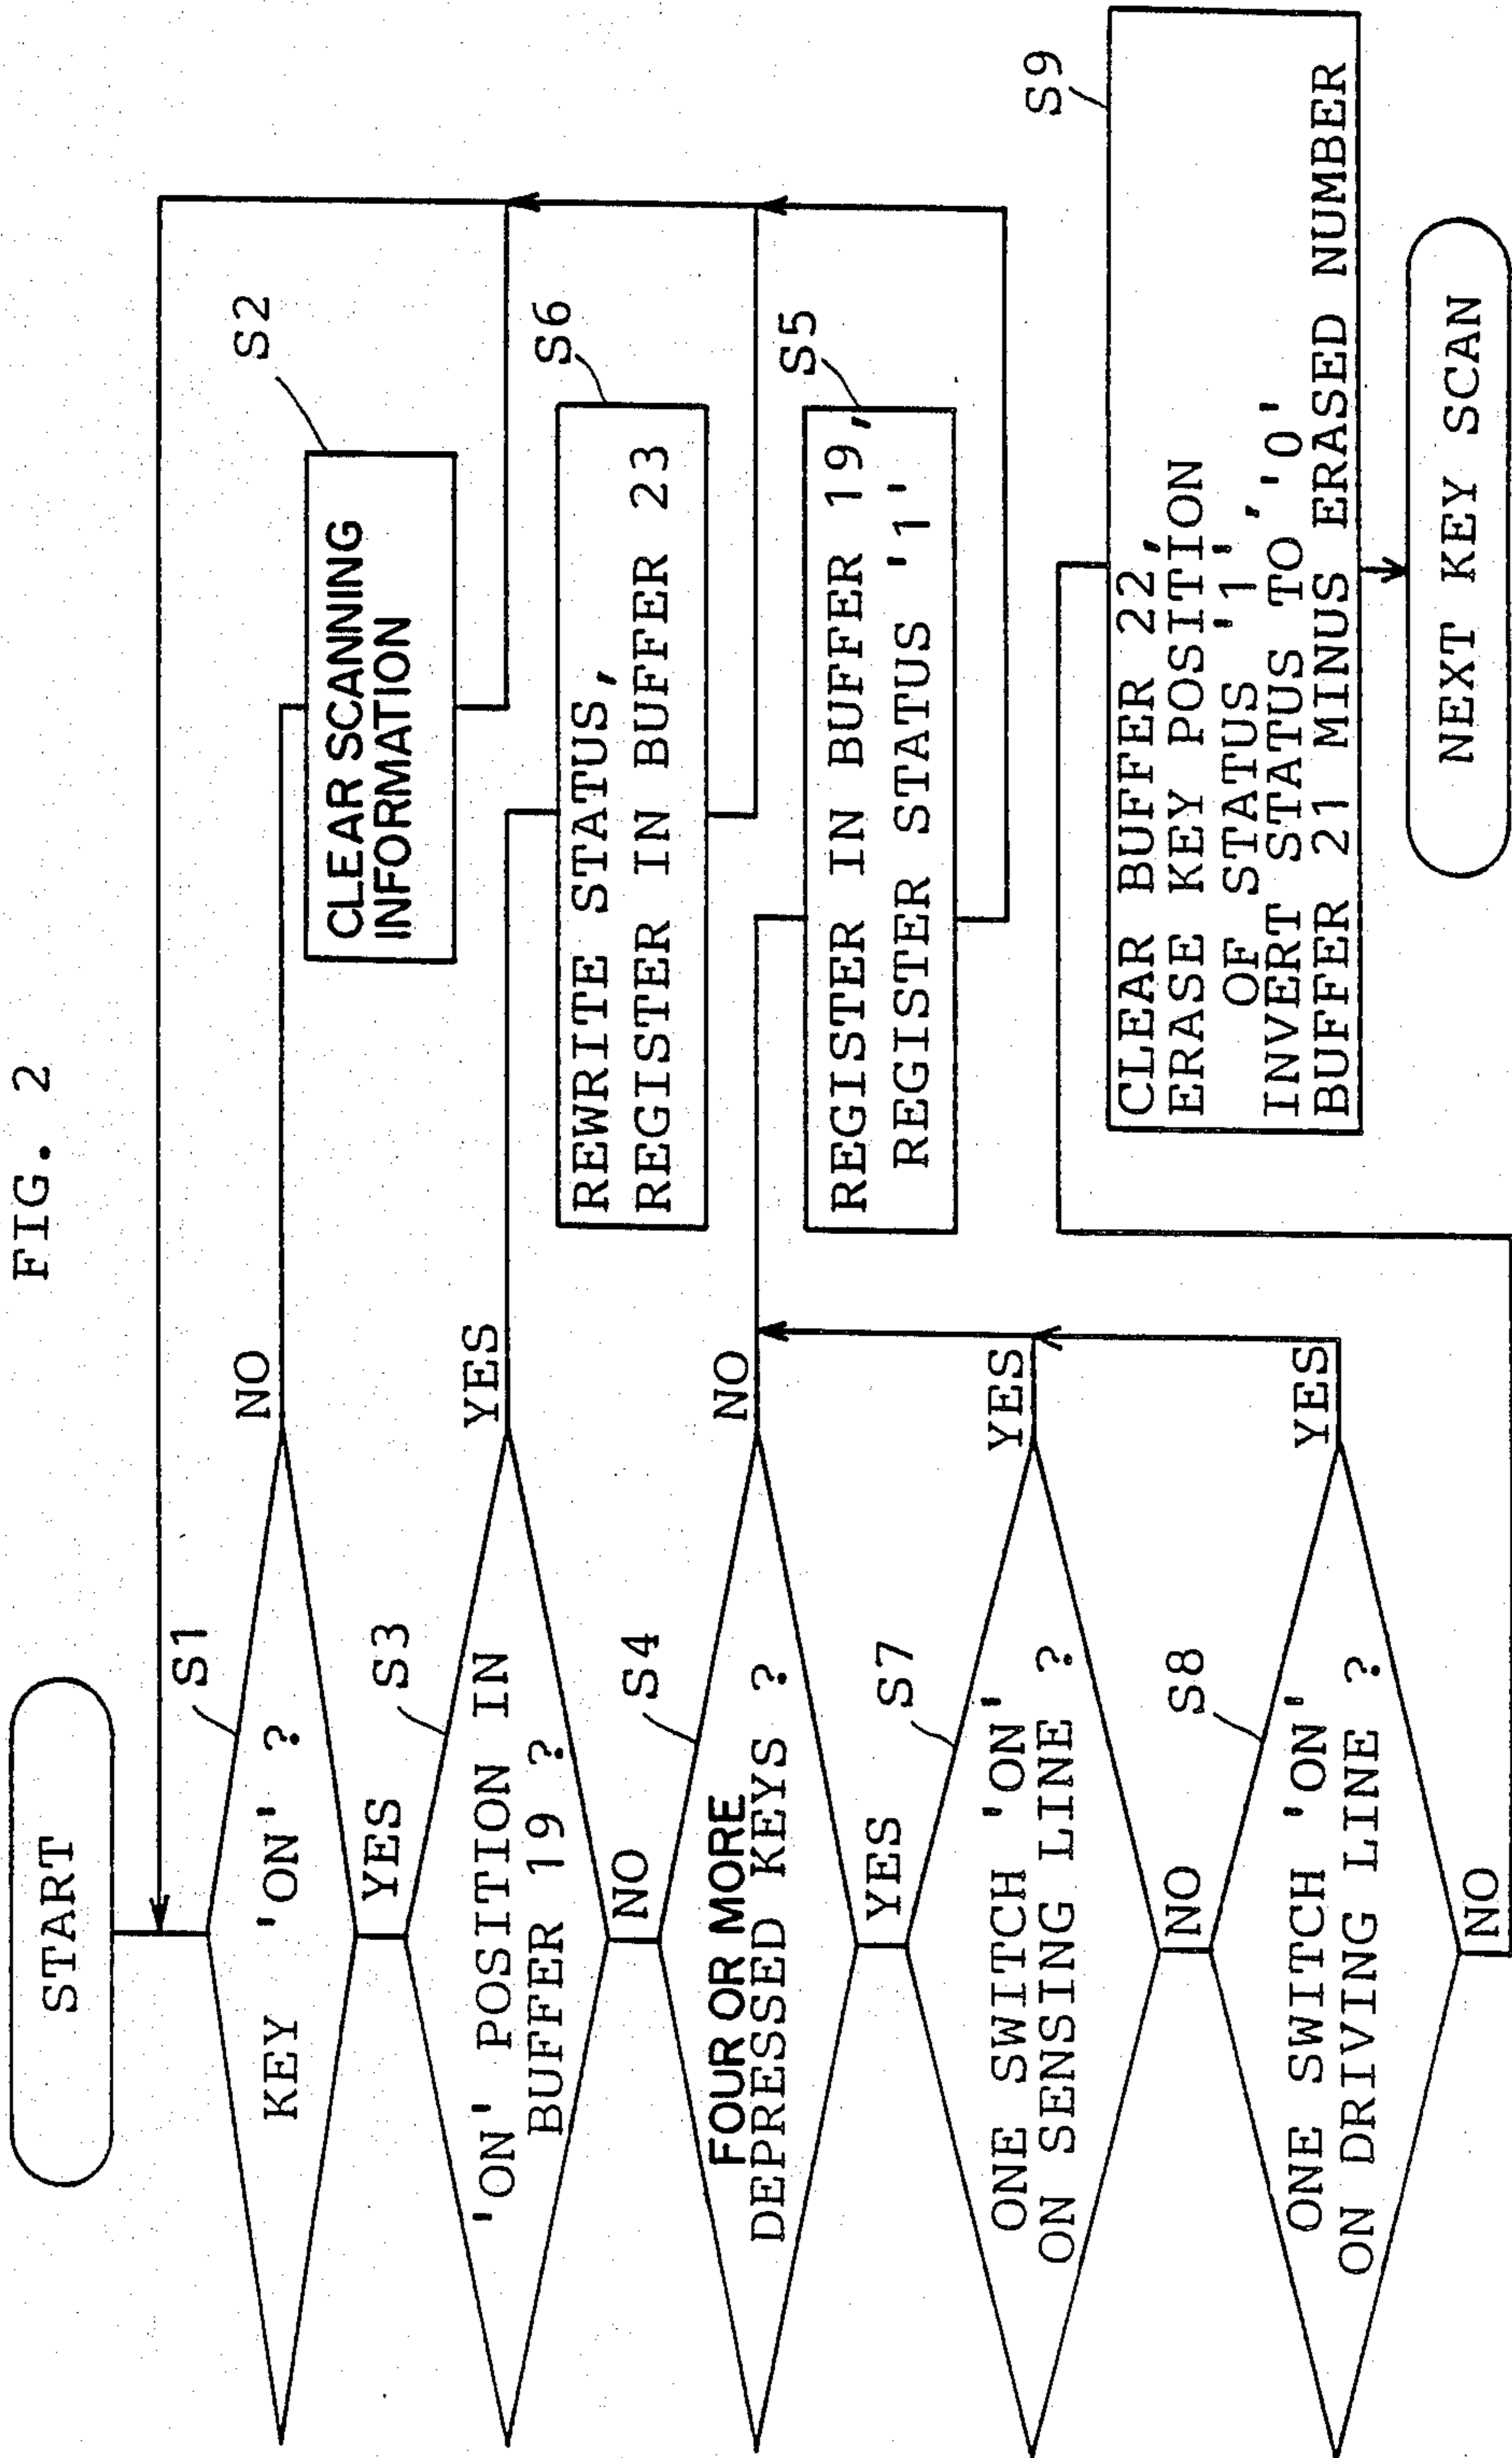 FIG. 2
START
S1
KEY 'ON' ?
NO
S2
CLEAR SCANNING
INFORMATION
YES
S3
'ON' POSITION IN
BUFFER 19 ?
YES
S6
REWRITE STATUS,
REGISTER IN BUFFER 23
NO
S4
FOUR OR MORE
DEPRESSED KEYS ?
NO
S5
REGISTER IN BUFFER 19,
REGISTER STATUS '1'
YES
S7
ONE SWITCH 'ON'
ON SENSING LINE ?
YES
NO
S8
ONE SWITCH 'ON'
ON DRIVING LINE ?
YES
NO
S9
CLEAR BUFFER 22,
ERASE KEY POSITION
OF STATUS '1',
INVERT STATUS TO '0'
BUFFER 21 MINUS ERASED NUMBER
NEXT KEY SCAN